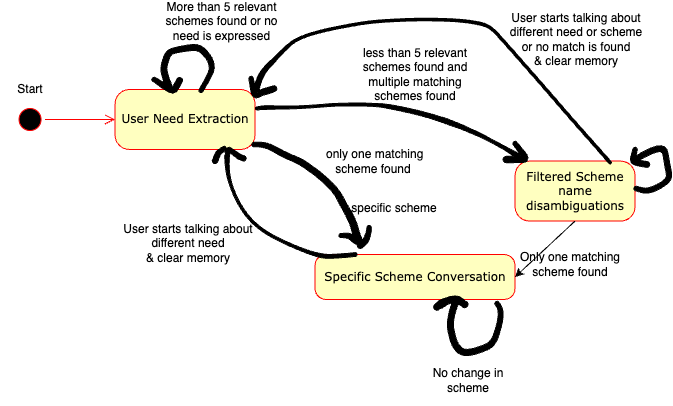 More than 5 relevant
schemes found or no
need is expressed
User starts talking about
different need or scheme
or no match is found
& clear memory
less than 5 relevant
schemes found and
multiple matching
schemes found
Start
User Need Extraction
only one matching
scheme found
Filtered Scheme
name
disambiguations
specific scheme
User starts talking about
different need
& clear memory
Only one matching
scheme found
Specific Scheme Conversation
No change in
scheme